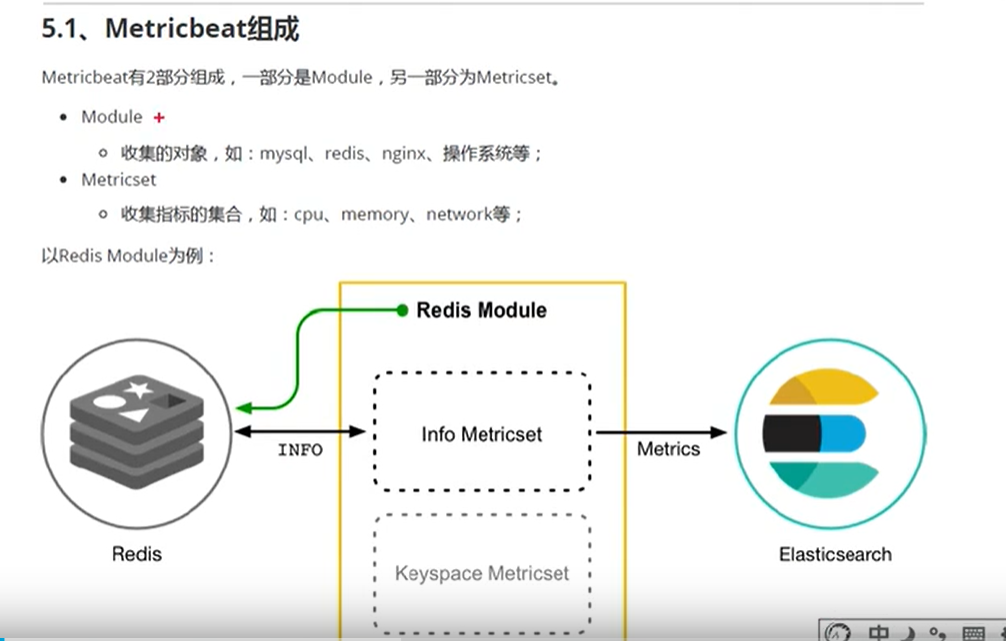 5.1、Metricbeat组成
Metricbeat有2部分组成，一部分是Module，另一部分为Metricset。
Module
收集的对象，如：mysql、redis、nginx、操作系统等；
Metricset
收集指标的集合，如：cpu、memory、network等；
以Redis Module为例：
Redis Module
Info Metricset
INFO
Metrics
Redis
Elasticsearch
Keyspace Metricset
中